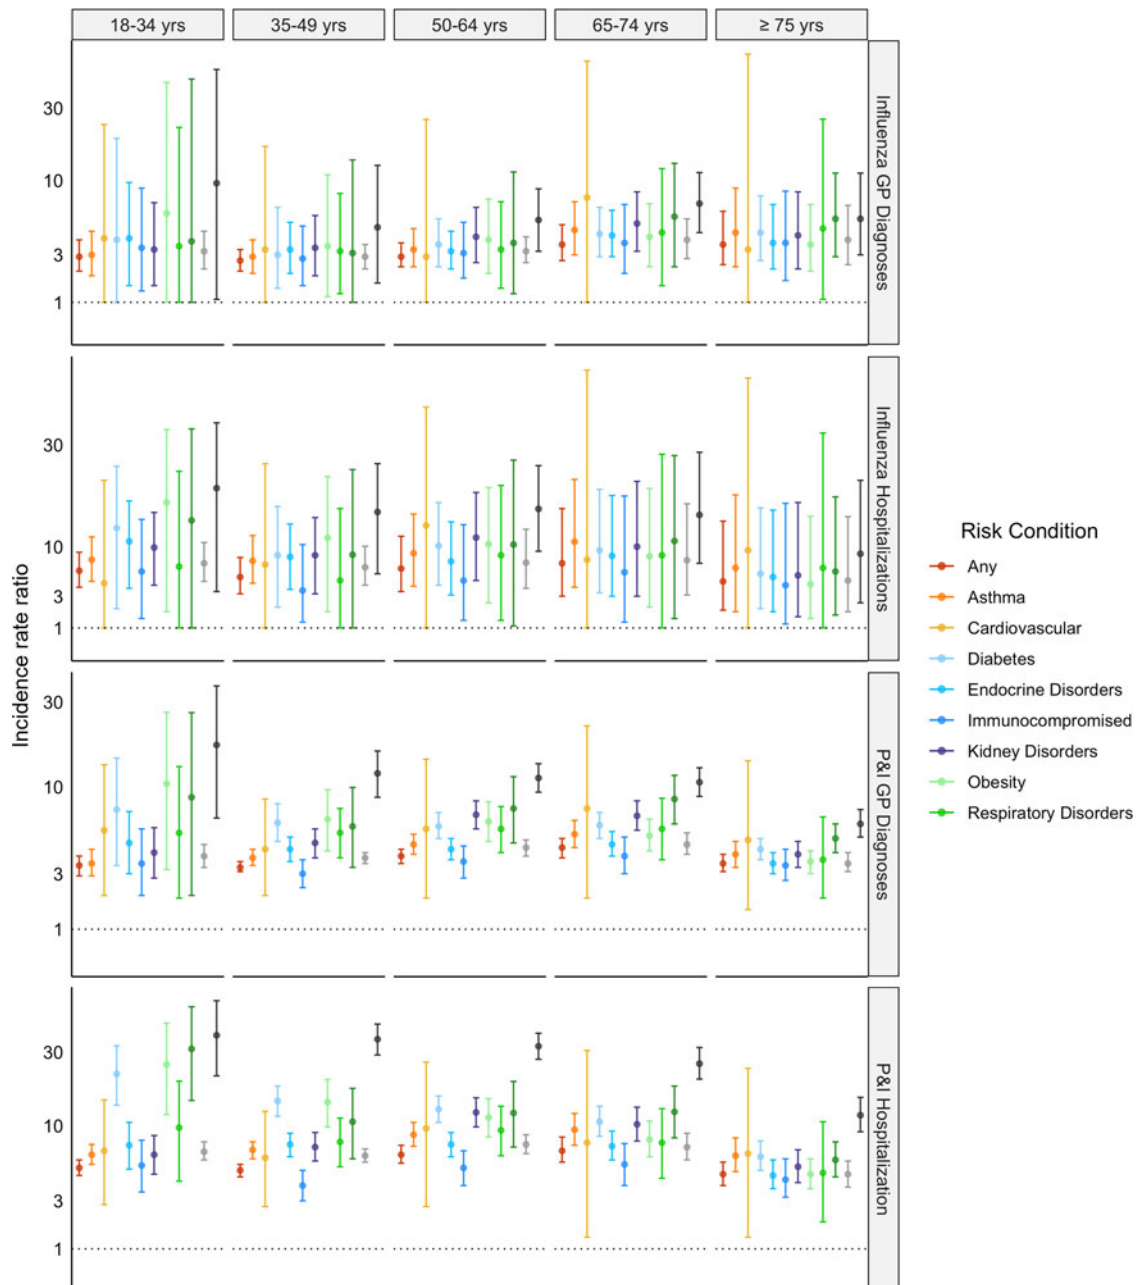 18-34 yrs
35-49 yrs
50-64 yrs
65-74 yrs
≥ 75 yrs
30
10
3
1
Influenza GP Diagnoses
30
10
3
1
Influenza Hospitalizations
30
10
3
1
P&I GP Diagnoses
30
10
3
1
P&I Hospitalization
Incidence rate ratio
Risk Condition
Any
Asthma
Cardiovascular
Diabetes
Endocrine Disorders
Immunocompromised
Kidney Disorders
Obesity
Respiratory Disorders